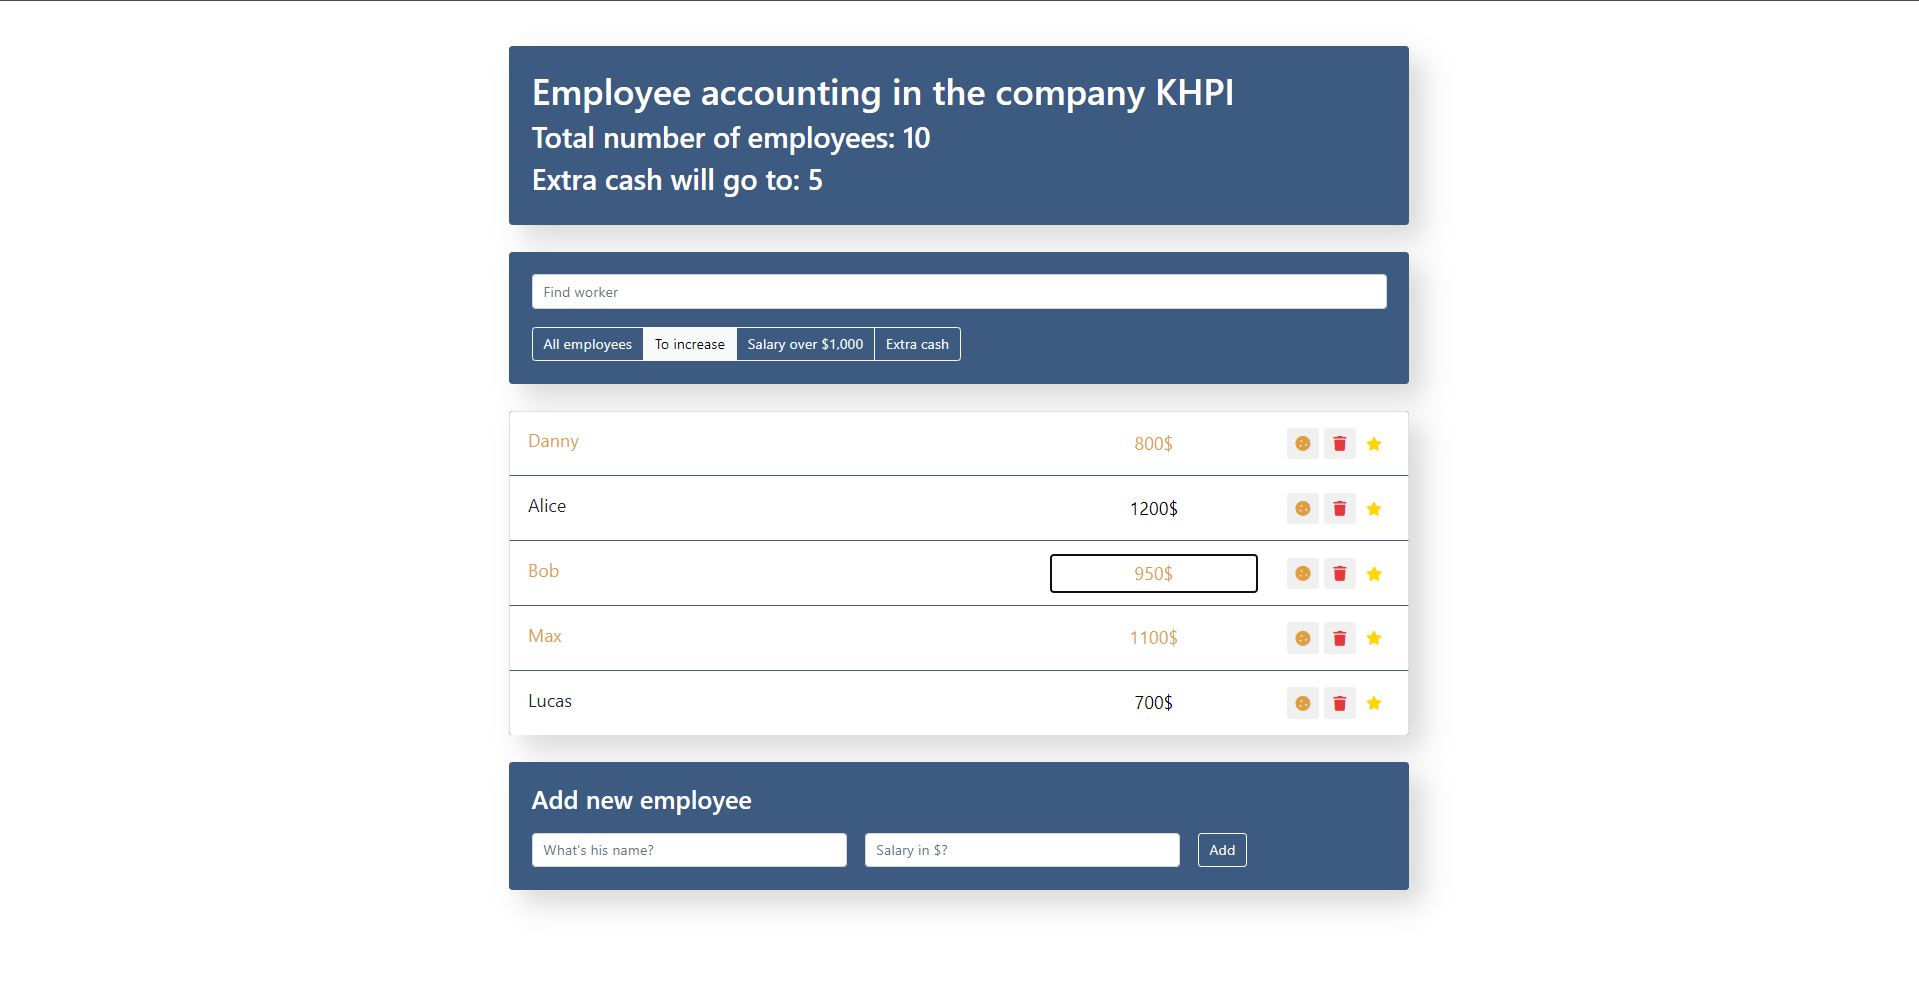 Employee accounting in the company KHPI
Total number of employees: 10
Extra cash will go to: 5
Find worker
All employees To increase Salary over $1,000 Extra cash
Danny 800$
Alice 1200$
Bob 950$
Max 1100$
Lucas 700$
Add new employee
What's his name? Salary in $? Add